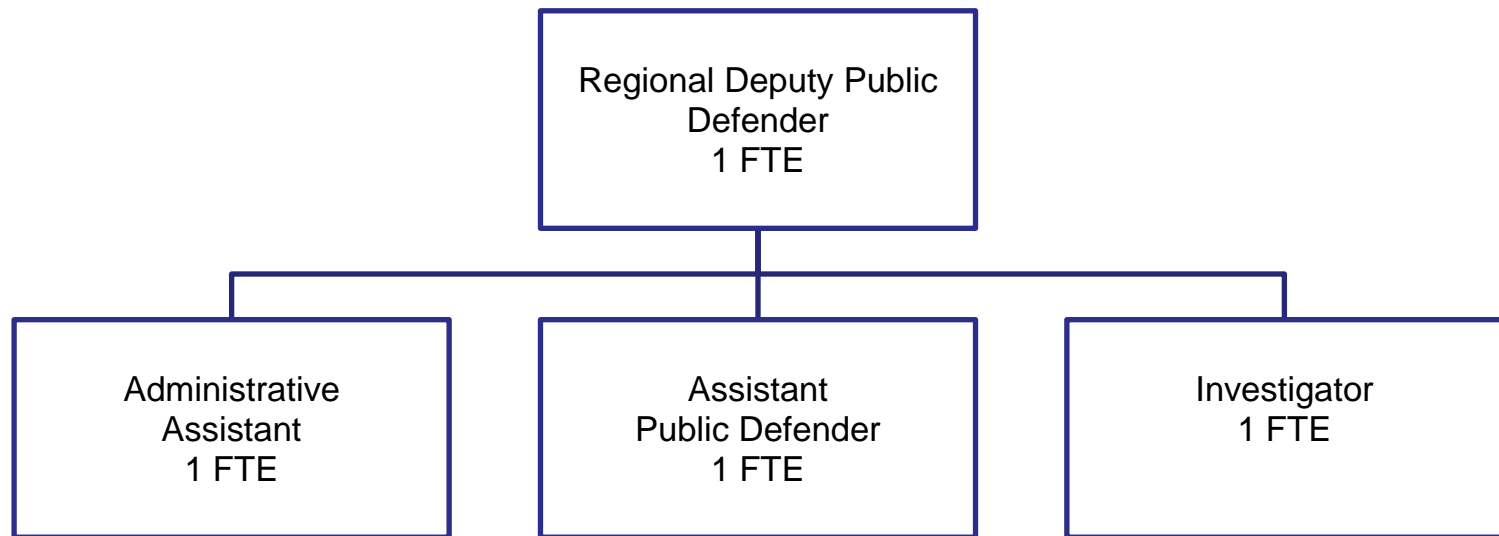 Regional Deputy Public
Defender
1 FTE
Administrative
Assistant
1 FTE
Assistant
Public Defender
1 FTE
Investigator
1 FTE